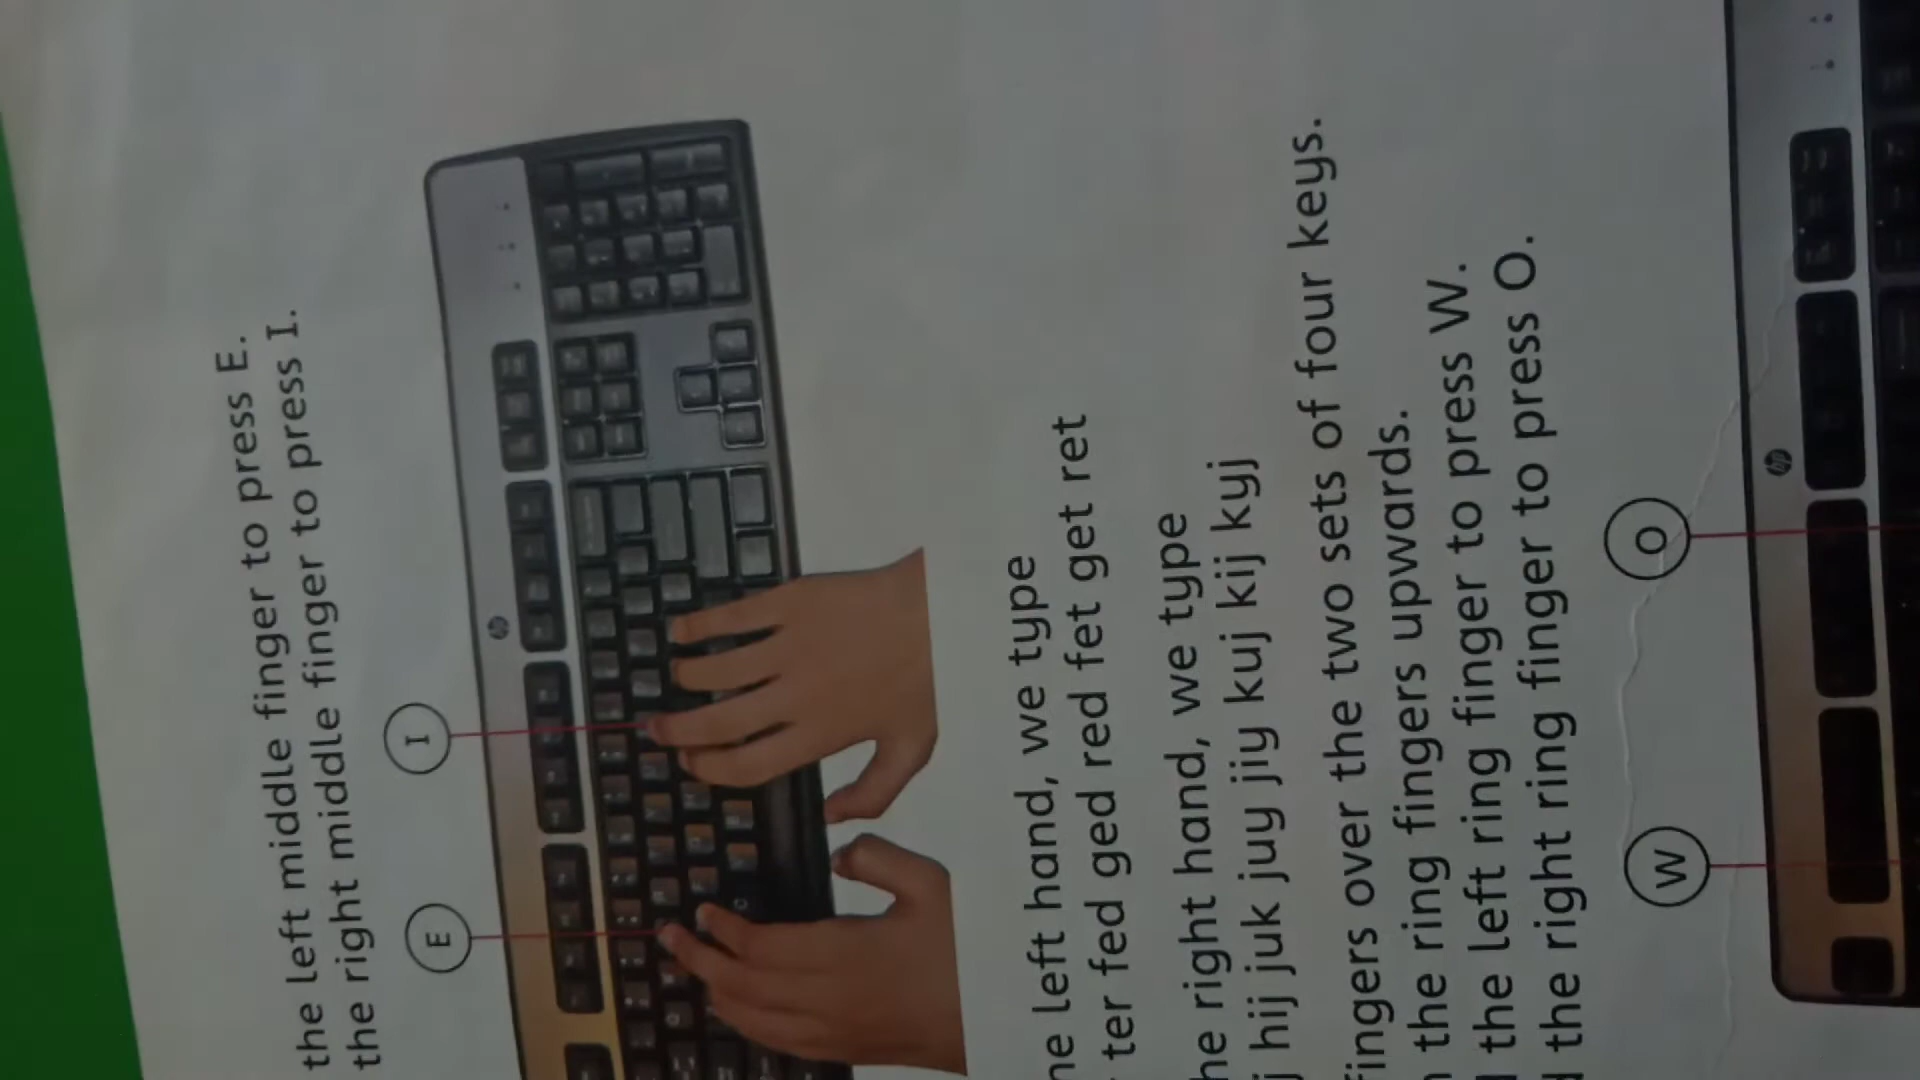 the left middle finger to press E.
the right middle finger to press I.
I
E
hp
left hand, we type
ter fed ged red fet get ret
right hand, we type
hij juk juy jiy kuj kij kyj
fingers over the two sets of four keys.
the ring fingers upwards.
the left ring finger to press W.
the right ring finger to press O.
O
W
hp